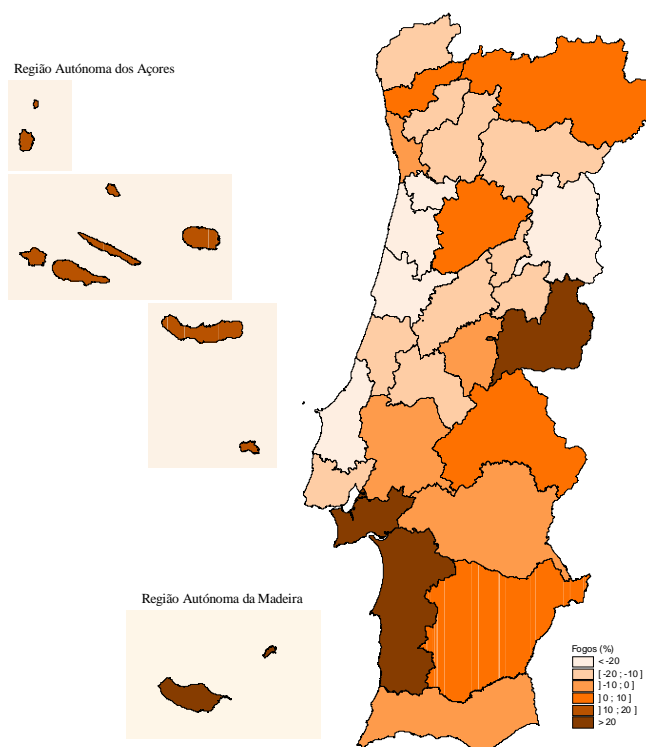 Região Autónoma dos Açores
Região Autónoma da Madeira
Fogos (%)
< -20
[ -20 ; -10 ]
] -10 ; 0 ]
] 0 ; 10 ]
] 10 ; 20 ]
> 20